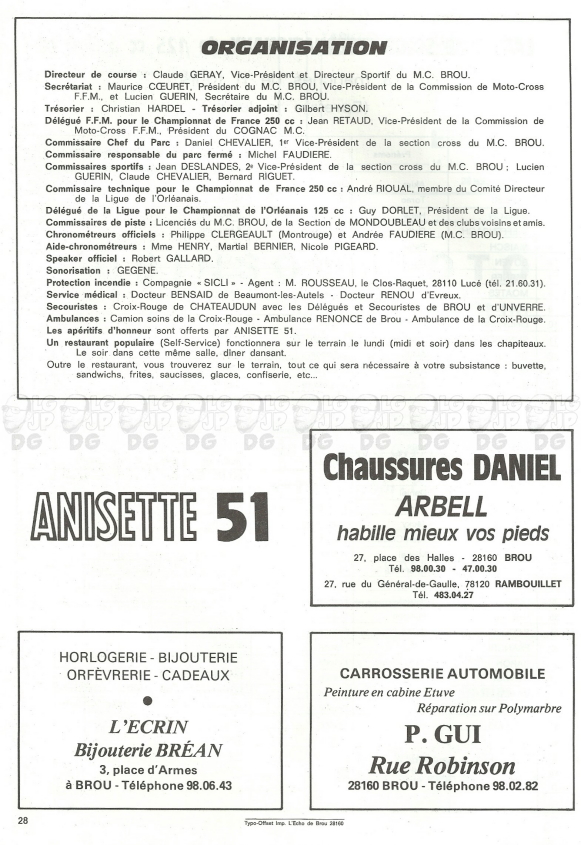 ORGANISATION
Directeur de course : Claude GERAY, Vice-Président et Directeur Sportif du M.C. BROU.
Secrétariat : Maurice CŒURET, Président du M.C. BROU, Vice-Président de la Commission de Moto-Cross
F.F.M., et Lucien GUERIN, Secrétaire du M.C. BROU.
Trésorier : Christian HARDEL - Trésorier adjoint : Gilbert HYSON.
Délégué F.F.M. pour le Championnat de France 250 cc : Jean RETAUD, Vice-Président de la Commission de
Moto-Cross F.F.M., Président du COGNAC M.C.
Commissaire Chef du Parc : Daniel CHEVALIER, 1er Vice-Président de la section cross du M.C. BROU.
Commissaire responsable du parc fermé : Michel FAUDIERE.
Commissaires sportifs : Jean DESLANDES, 2e Vice-Président de la section cross du M.C. BROU ; Lucien
GUERIN, Claude CHEVALIER, Bernard RIGUET.
Commissaire technique pour le Championnat de France 250 cc : André RIOUAL, membre du Comité Directeur
de la Ligue de l'Orléanais.
Délégué de la Ligue pour le Championnat de l'Orléanais 125 cc : Guy DORLET, Président de la Ligue.
Commissaires de piste : Licenciés du M.C. BROU, de la Section de MONDOUBLEAU et des clubs voisins et amis.
Chronométreurs officiels : Philippe CLERGEAULT (Montrouge) et Andrée FAUDIERE (M.C. BROU).
Aide-chronométreurs : Mme HENRY, Martial BERNIER, Nicole PIGEARD.
Speaker officiel : Robert GALLARD.
Sonorisation : GEGENE.
Protection incendie : Compagnie « SICLI » - Agent : M. ROUSSEAU, le Clos-Raquet, 28110 Lucé (tél. 21.60.31).
Service médical : Docteur BENSAID de Beaumont-les-Autels - Docteur RENOU d'Evreux.
Secouristes : Croix-Rouge de CHATEAUDUN avec les Délégués et Secouristes de BROU et d'UNVERRE.
Ambulances : Camion soins de la Croix-Rouge - Ambulance RENONCE de Brou - Ambulance de la Croix-Rouge.
Les apéritifs d'honneur sont offerts par ANISETTE 51.
Un restaurant populaire (Self-Service) fonctionnera sur le terrain le lundi (midi et soir) dans les chapiteaux.
Le soir dans cette même salle, dîner dansant.
Outre le restaurant, vous trouverez sur le terrain, tout ce qui sera nécessaire à votre subsistance : buvette,
sandwichs, frites, saucisses, glaces, confiserie, etc...
ANISETTE 51
Chaussures DANIEL
ARBELL
habille mieux vos pieds
27, place des Halles - 28160 BROU
Tél. 98.00.30 - 47.00.30
27, rue du Général-de-Gaulle, 78120 RAMBOUILLET
Tél. 483.04.27
HORLOGERIE - BIJOUTERIE
ORFÈVRERIE - CADEAUX
L'ECRIN
Bijouterie BRÉAN
3, place d'Armes
à BROU - Téléphone 98.06.43
CARROSSERIE AUTOMOBILE
Peinture en cabine Etuve
Réparation sur Polymarbre
P. GUI
Rue Robinson
28160 BROU - Téléphone 98.02.82
28
Typo-Offset Imp. L'Echo de Brou 28160